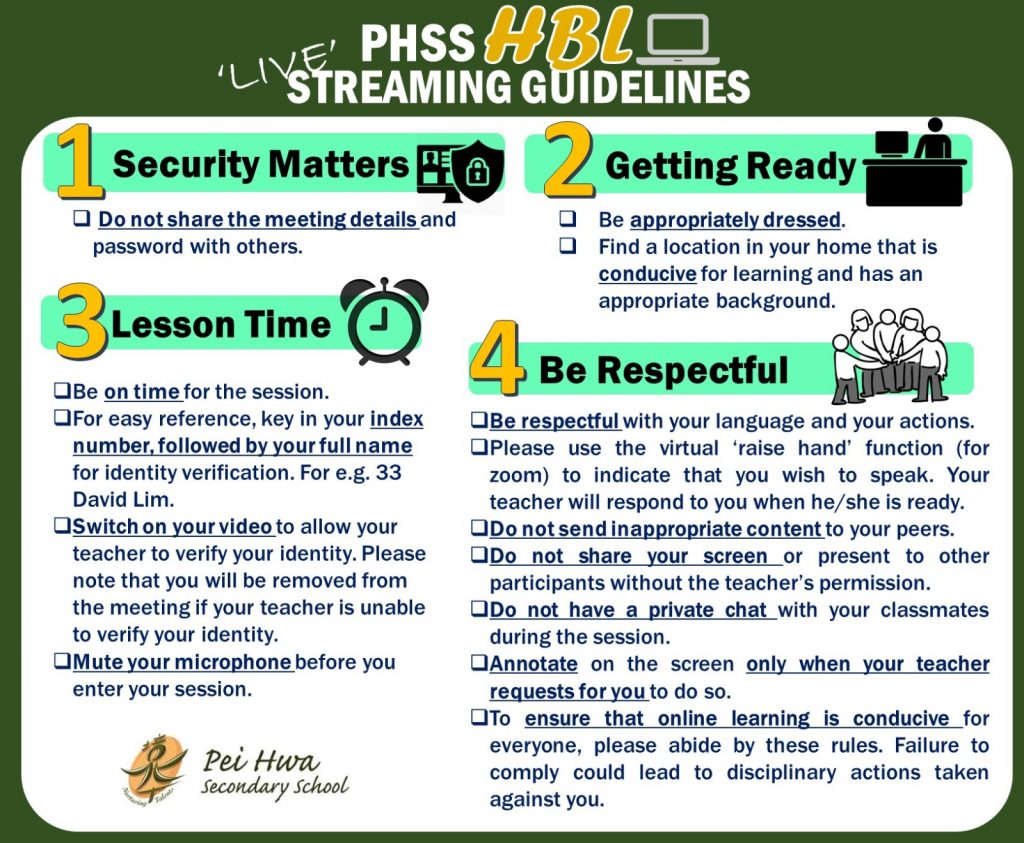 PHSS HBL
'LIVE'
STREAMING GUIDELINES
1 Security Matters
❑ Do not share the meeting details and
password with others.
2 Getting Ready
❑ Be appropriately dressed.
❑ Find a location in your home that is
conducive for learning and has an
appropriate background.
3 Lesson Time
❑Be on time for the session.
❑For easy reference, key in your index
number, followed by your full name
for identity verification. For e.g. 33
David Lim.
❑Switch on your video to allow your
teacher to verify your identity. Please
note that you will be removed from
the meeting if your teacher is unable
to verify your identity.
❑Mute your microphone before you
enter your session.
4 Be Respectful
❑Be respectful with your language and your actions.
❑Please use the virtual ‘raise hand’ function (for
zoom) to indicate that you wish to speak. Your
teacher will respond to you when he/she is ready.
❑Do not send inappropriate content to your peers.
❑Do not share your screen or present to other
participants without the teacher’s permission.
❑Do not have a private chat with your classmates
during the session.
❑Annotate on the screen only when your teacher
requests for you to do so.
❑To ensure that online learning is conducive for
everyone, please abide by these rules. Failure to
comply could lead to disciplinary actions taken
against you.
Nurturing Talents
Pei Hwa
Secondary School